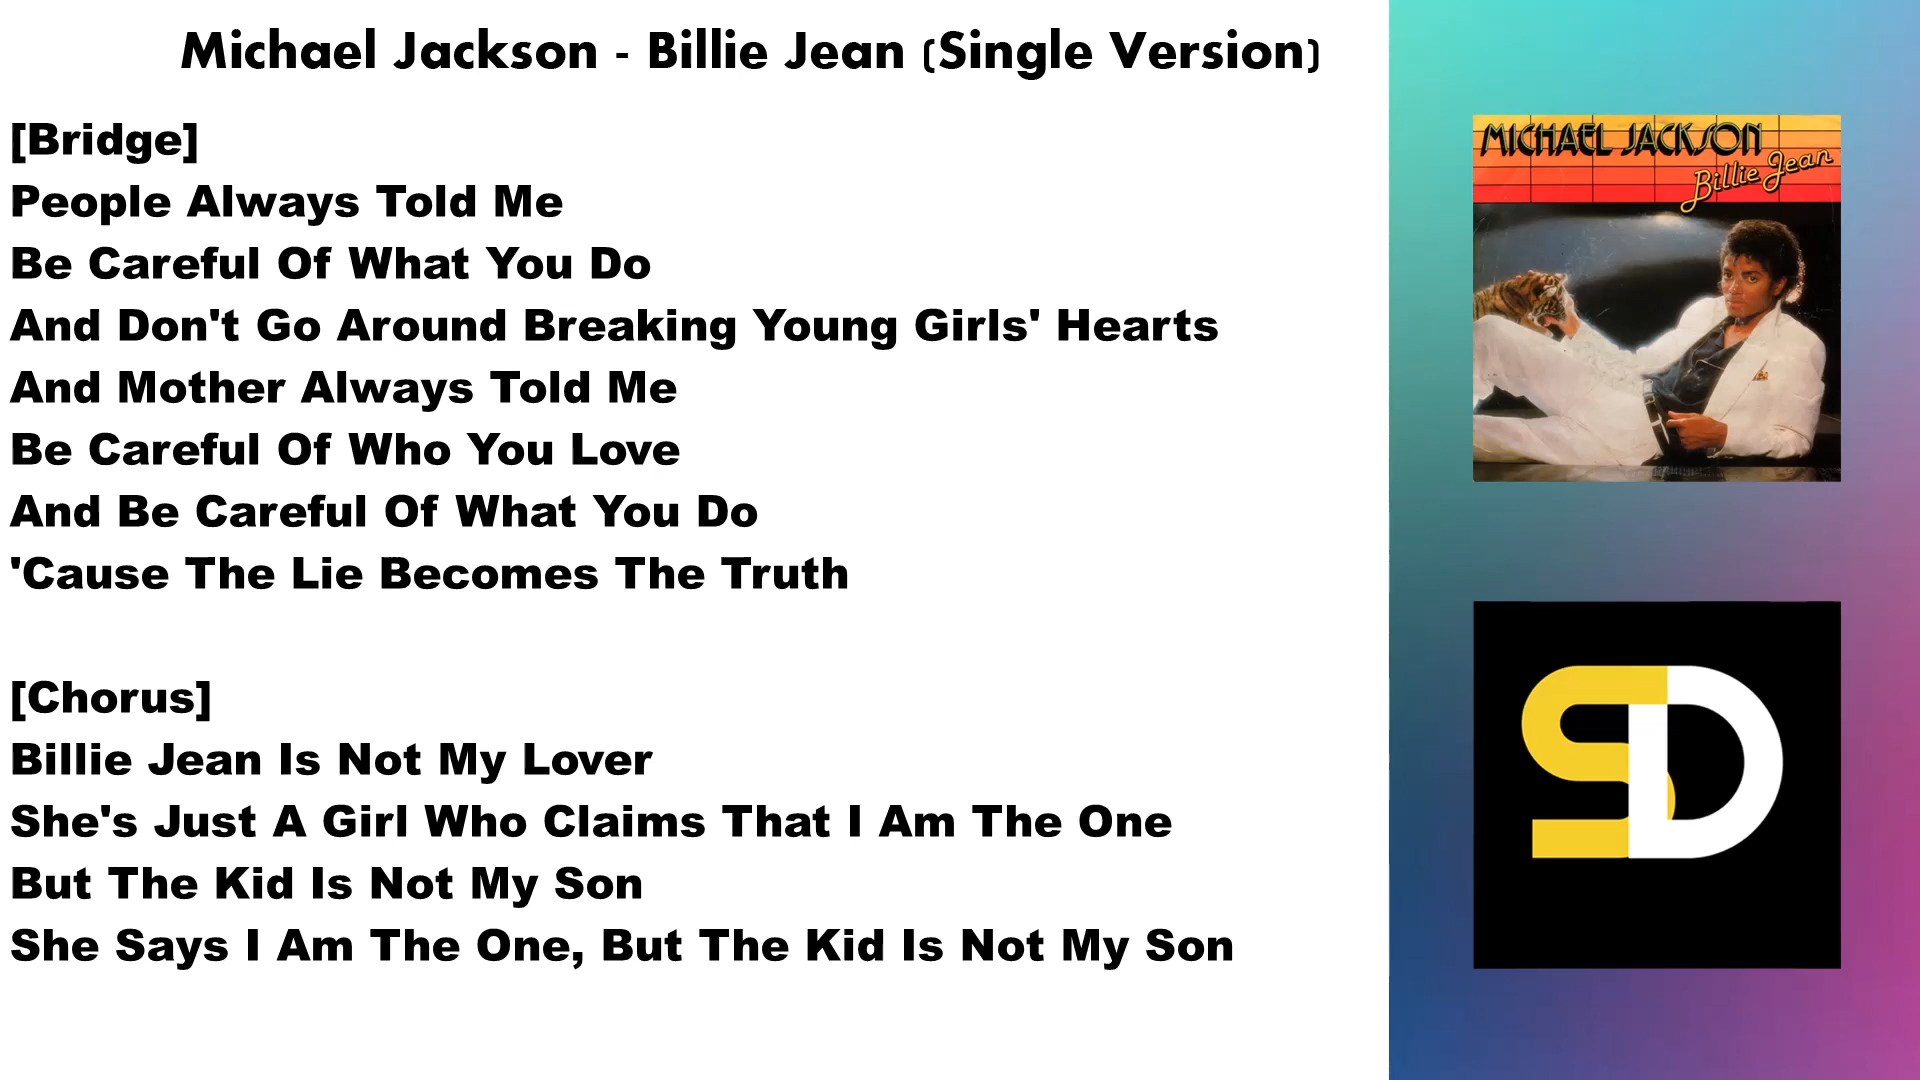 Michael Jackson - Billie Jean (Single Version)
[Bridge]
People Always Told Me
Be Careful Of What You Do
And Don't Go Around Breaking Young Girls' Hearts
And Mother Always Told Me
Be Careful Of Who You Love
And Be Careful Of What You Do
'Cause The Lie Becomes The Truth
[Chorus]
Billie Jean Is Not My Lover
She's Just A Girl Who Claims That I Am The One
But The Kid Is Not My Son
She Says I Am The One, But The Kid Is Not My Son
MICHAEL JACKSON
Billie Jean
SD